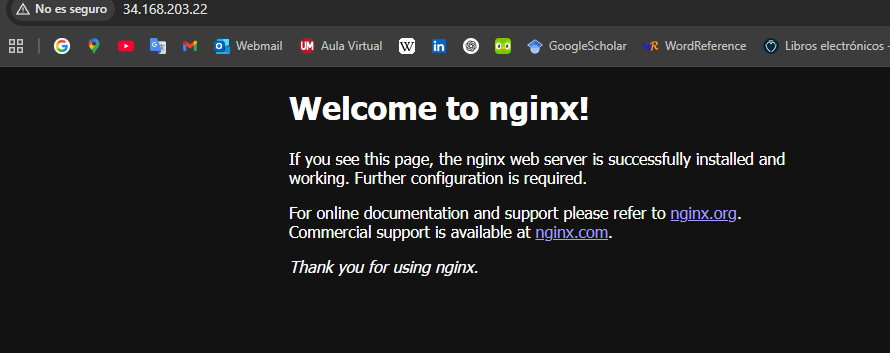 No es seguro 34.168.203.22
Webmail UM Aula Virtual W in GoogleScholar WR WordReference Libros electrónicos -
Welcome to nginx!
If you see this page, the nginx web server is successfully installed and
working. Further configuration is required.
For online documentation and support please refer to nginx.org.
Commercial support is available at nginx.com.
Thank you for using nginx.